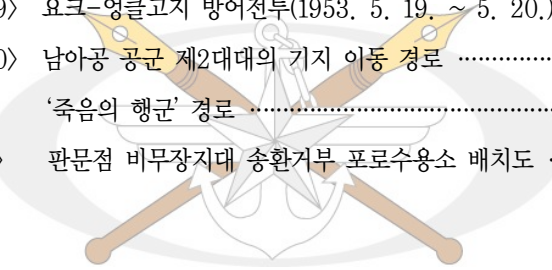 9〉 요크-엉클고지 방어전투(1953. 5. 19. ~ 5. 20.)
0〉 남아공 공군 제2대대의 기지 이동 경로 ……………
‘죽음의 행군’ 경로 ……………………………………
〉 판문점 비무장지대 송환거부 포로수용소 배치도 …